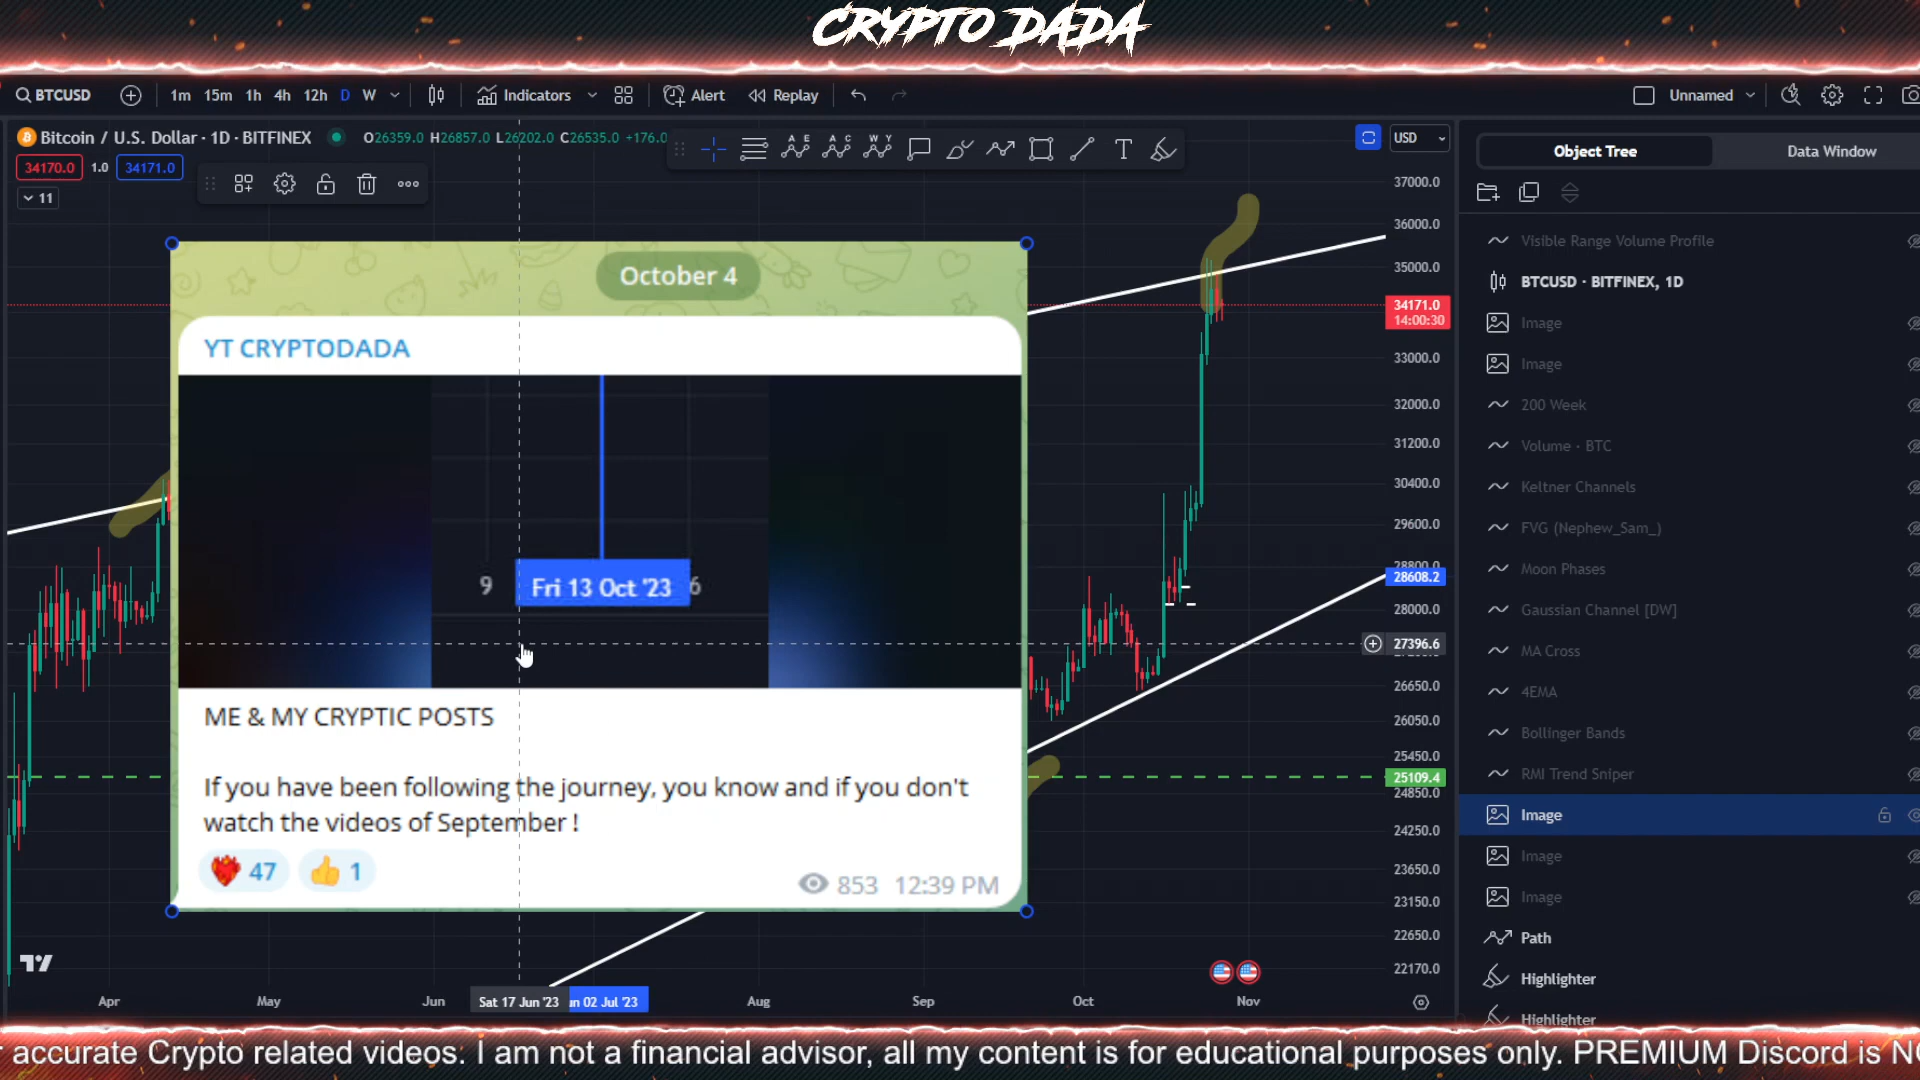 CRYPTO DADA
BTCUSD 1m 15m 1h 4h 12h D W Indicators Alert Replay Unnamed
Bitcoin / U.S. Dollar · 1D · BITFINEX O26359.0 H26857.0 L26202.0 C26535.0 +176.0 USD
34170.0 1.0 34171.0
11
A E
A C
W Y
T
Object Tree Data Window
Visible Range Volume Profile
BTCUSD · BITFINEX, 1D
Image
Image
200 Week
Volume · BTC
Keltner Channels
FVG (Nephew_Sam_)
Moon Phases
Gaussian Channel [DW]
MA Cross
4EMA
Bollinger Bands
RMI Trend Sniper
Image
Image
Image
Path
Highlighter
Highlighter
37000.0
36000.0
35000.0
34171.0
14:00:30
33000.0
32000.0
31200.0
30400.0
29600.0
28800.0
28608.2
28000.0
27396.6
26650.0
26050.0
25450.0
25109.4
24850.0
24250.0
23650.0
23150.0
22650.0
22170.0
October 4
YT CRYPTODADA
9 Fri 13 Oct '23 6
ME & MY CRYPTIC POSTS
If you have been following the journey, you know and if you don't
watch the videos of September !
47 1 853 12:39 PM
Apr May Jun Sat 17 Jun '23 un 02 Jul '23 Aug Sep Oct Nov
accurate Crypto related videos. I am not a financial advisor, all my content is for educational purposes only. PREMIUM Discord is